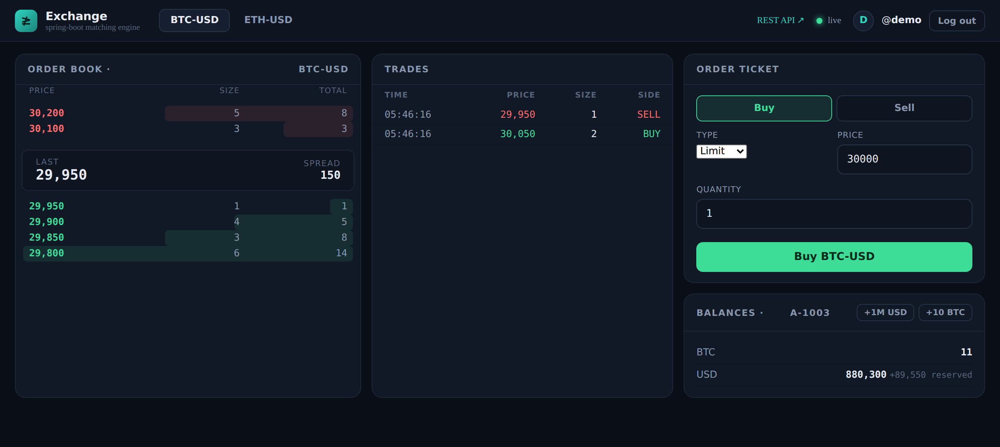 Exchange
spring-boot matching engine
BTC-USD
ETH-USD
REST API ↗
live
D
@demo
Log out
ORDER BOOK · BTC-USD
PRICE SIZE TOTAL
30,200 5 8
30,100 3 3
LAST
29,950
SPREAD
150
29,950 1 1
29,900 4 5
29,850 3 8
29,800 6 14
TRADES
TIME PRICE SIZE SIDE
05:46:16 29,950 1 SELL
05:46:16 30,050 2 BUY
ORDER TICKET
Buy
Sell
TYPE
Limit
PRICE
30000
QUANTITY
1
Buy BTC-USD
BALANCES · A-1003
+1M USD
+10 BTC
BTC 11
USD 880,300 +89,550 reserved